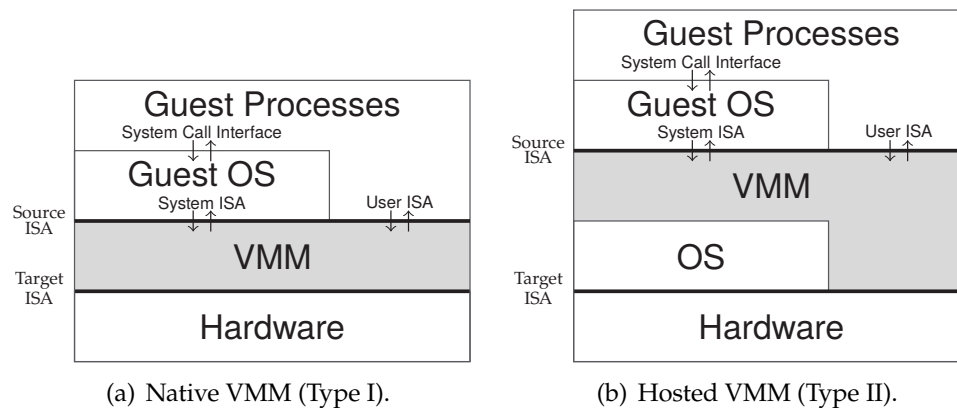 Guest Processes
System Call Interface
Guest OS
System ISA
User ISA
Source
ISA
VMM
Target
ISA
Hardware
(a) Native VMM (Type I).
Guest Processes
System Call Interface
Guest OS
System ISA
User ISA
Source
ISA
VMM
OS
Target
ISA
Hardware
(b) Hosted VMM (Type II).